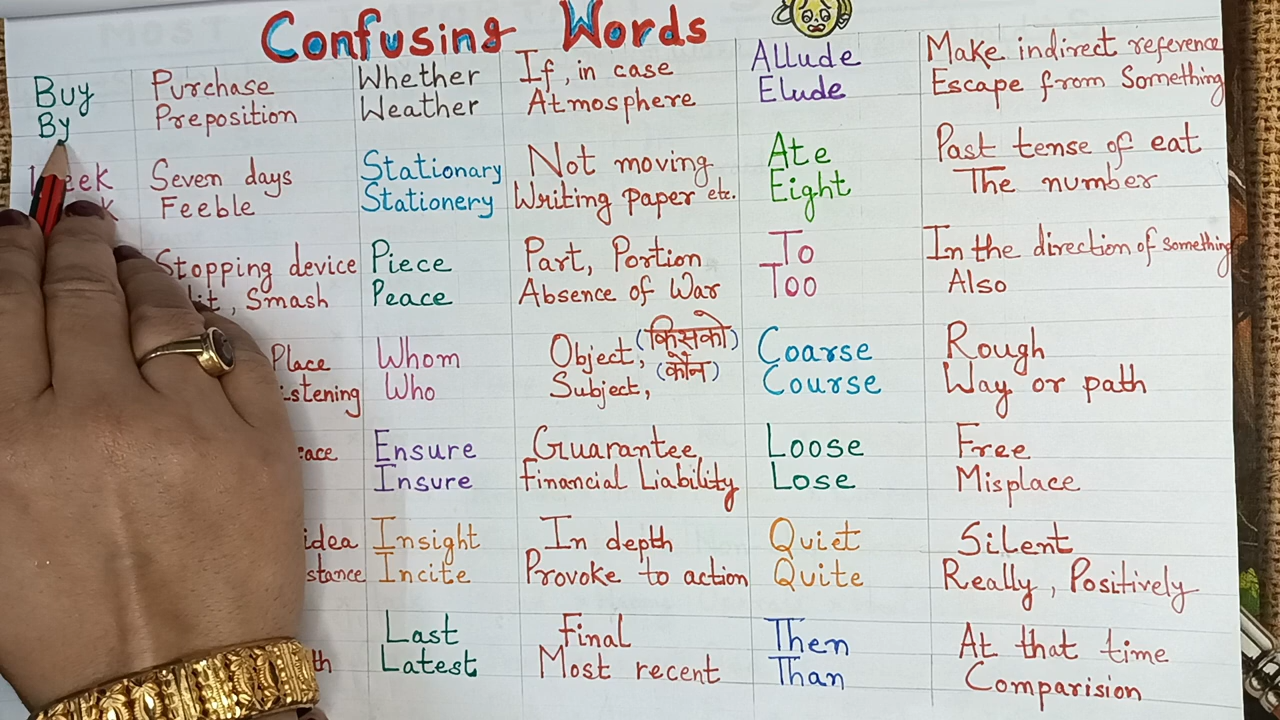 Confusing Words
Buy Purchase Whether If, in case Allude Make indirect reference
By Preposition Weather Atmosphere Elude Escape from Something
Seven days Stationary Not moving Ate Past tense of eat
Feeble Stationery Writing paper etc. Eight The number
Stopping device Piece Part, Portion To In the direction of something
Smash Peace Absence of War Too Also
Place Whom Object, (किसको) Coarse Rough
Who Subject, (कौन) Course Way or path
Ensure Guarantee Loose Free
Insure Financial Liability Lose Misplace
idea Insight In depth Quiet Silent
Incite Provoke to action Quite Really, Positively
Last Final Then At that time
Latest Most recent Than Comparision